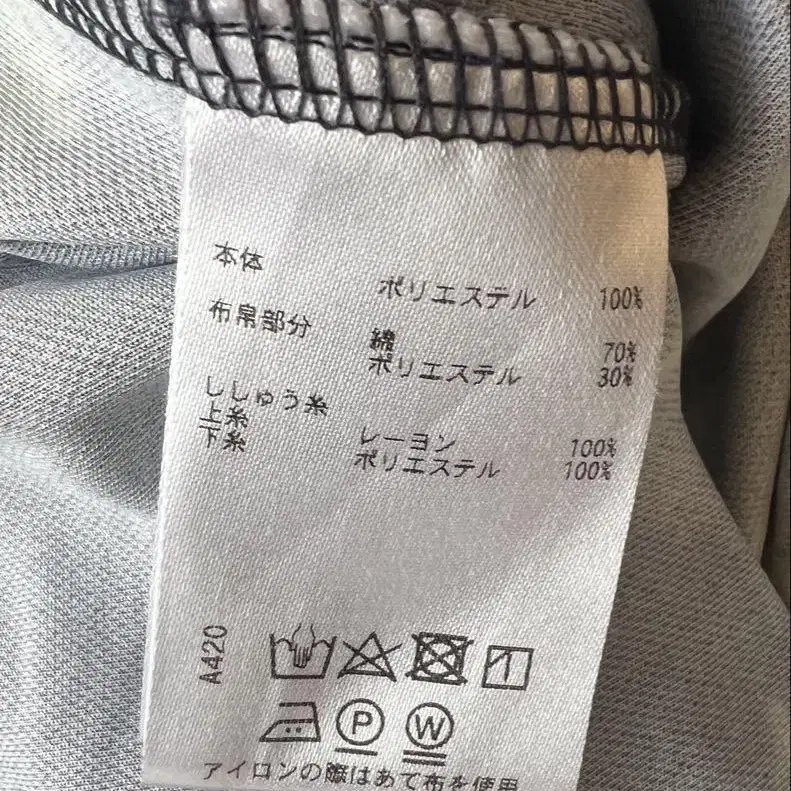 本体
ポリエステル 100%
布帛部分
綿 70%
ポリエステル 30%
ししゅう糸
上糸 レーヨン 100%
下糸 ポリエステル 100%
A420
P W
アイロンの際はあて布を使用